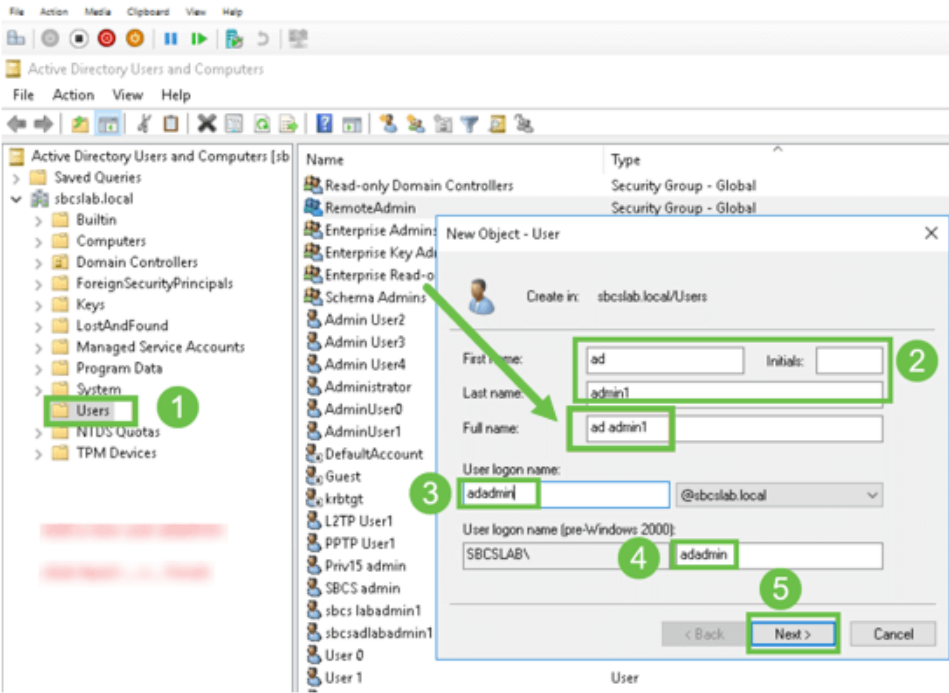 File Action Media Clipboard View Help
Active Directory Users and Computers
File Action View Help
Active Directory Users and Computers [sb
Saved Queries
sbcslab.local
Builtin
Computers
Domain Controllers
ForeignSecurityPrincipals
Keys
LostAndFound
Managed Service Accounts
Program Data
System
Users
1
NTDS Quotas
TPM Devices
Name Type
Read-only Domain Controllers Security Group - Global
RemoteAdmin Security Group - Global
Enterprise Admins
Enterprise Key Ad
Enterprise Read-o
Schema Admins
Admin User2
Admin User3
Admin User4
Administrator
AdminUser0
AdminUser1
DefaultAccount
Guest
krbtgt
L2TP User1
PPTP User1
Priv15 admin
SBCS admin
sbcs labadmin1
sbcsadlabadmin1
User 0
User 1 User
New Object - User
Create in: sbcslab.local/Users
First name: ad Initials:
2
Last name: admin1
Full name: ad admin1
User logon name:
3
adadmin @sbcslab.local
User logon name (pre-Windows 2000):
SBCSLAB\ 4 adadmin
5
< Back Next > Cancel